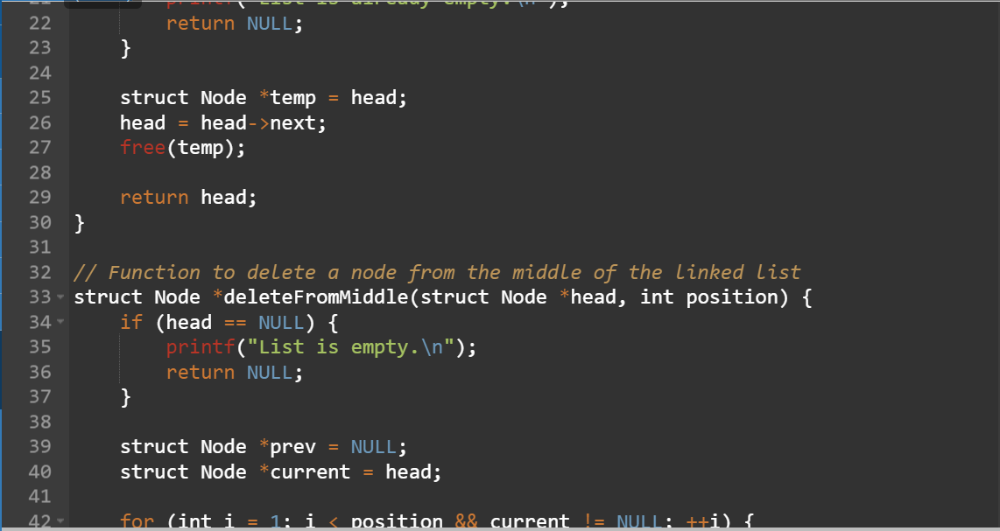 21 printf("List is already empty.\n");
22 return NULL;
23 }
24
25 struct Node *temp = head;
26 head = head->next;
27 free(temp);
28
29 return head;
30 }
31
32 // Function to delete a node from the middle of the linked list
33 struct Node *deleteFromMiddle(struct Node *head, int position) {
34 if (head == NULL) {
35 printf("List is empty.\n");
36 return NULL;
37 }
38
39 struct Node *prev = NULL;
40 struct Node *current = head;
41
42 for (int i = 1; i < position && current != NULL; ++i) {